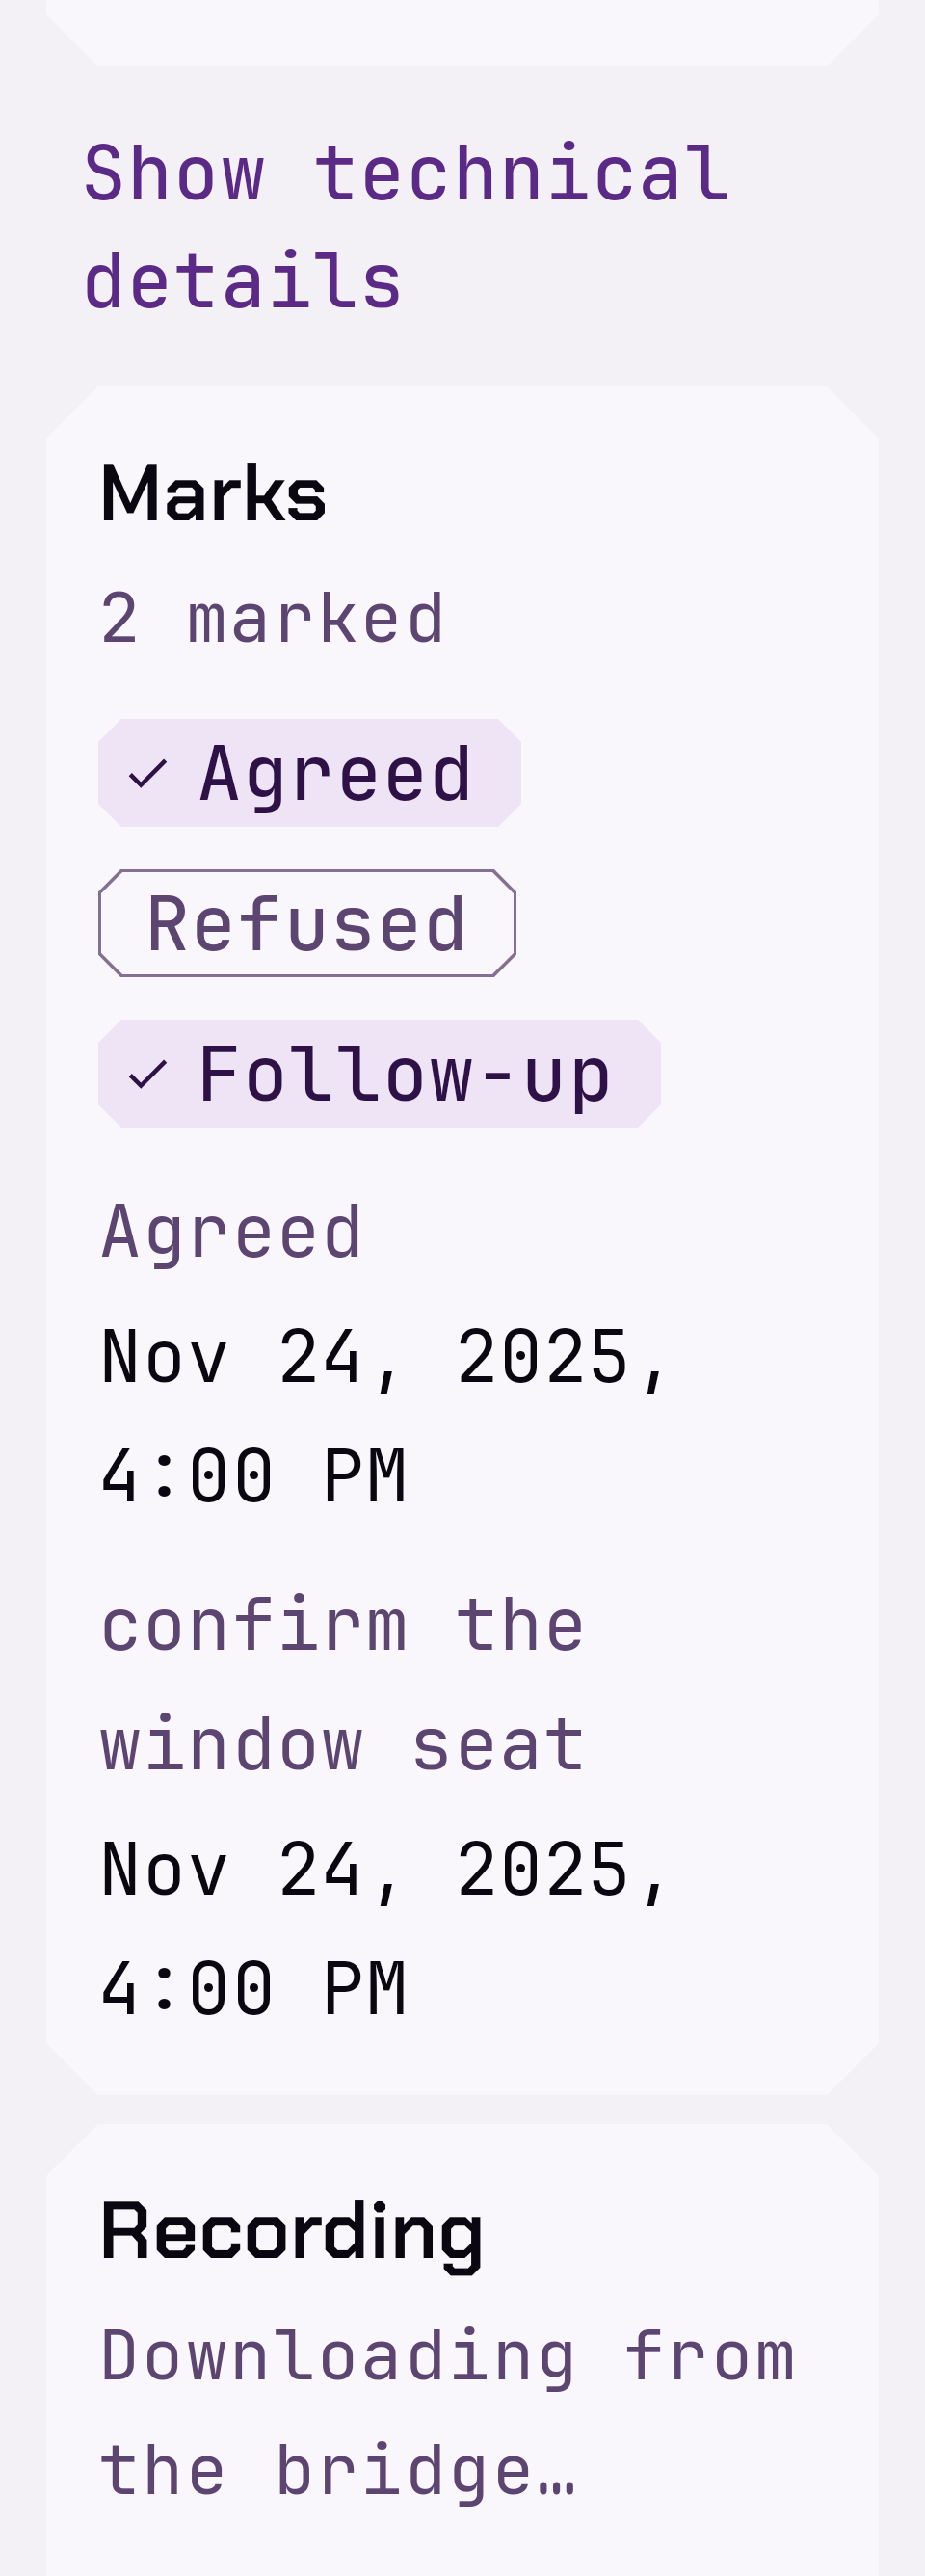 Show technical
details
Marks
2 marked
Agreed
Refused
Follow-up
Agreed
Nov 24, 2025,
4:00 PM
confirm the
window seat
Nov 24, 2025,
4:00 PM
Recording
Downloading from
the bridge…